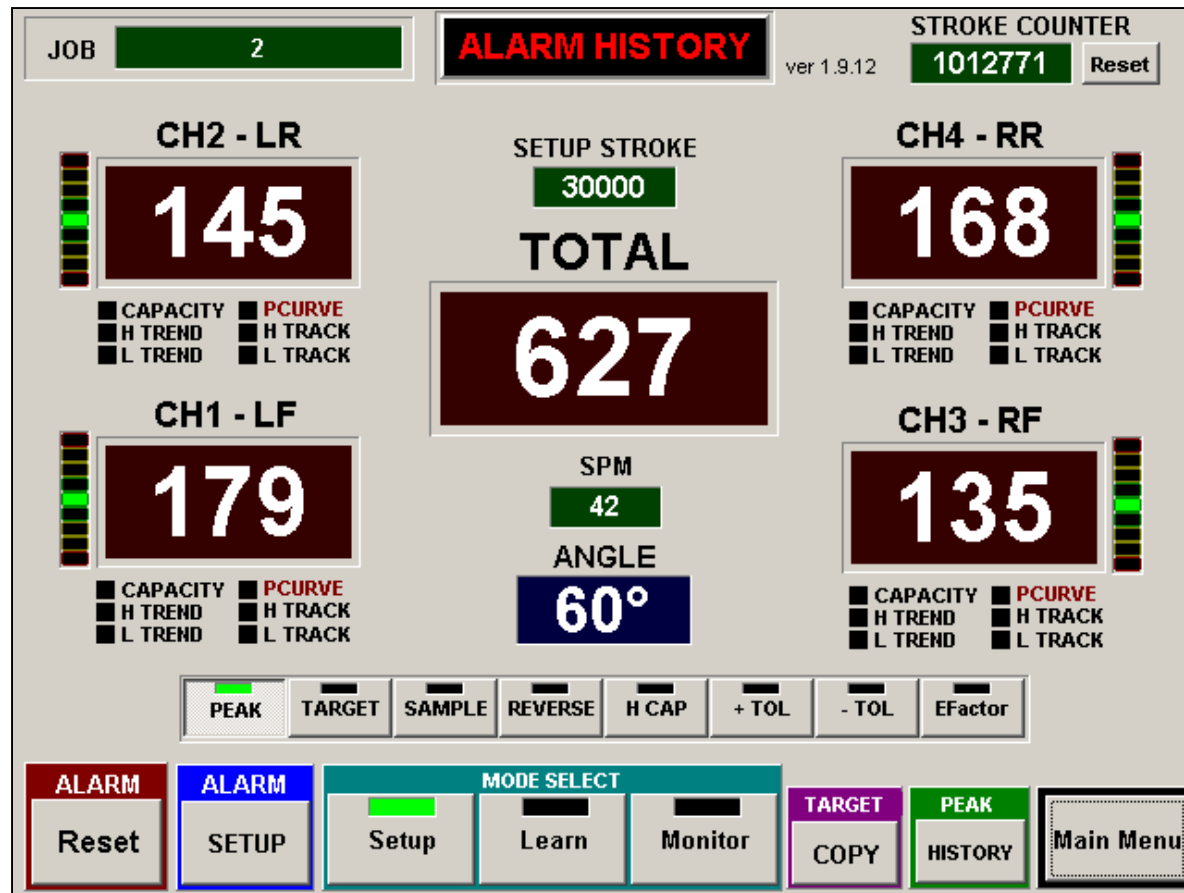 JOB 2
ALARM HISTORY
ver 1.9.12
STROKE COUNTER
1012771 Reset
CH2 - LR
145
CAPACITY PCURVE
H TREND H TRACK
L TREND L TRACK
SETUP STROKE
30000
TOTAL
627
CH4 - RR
168
CAPACITY PCURVE
H TREND H TRACK
L TREND L TRACK
CH1 - LF
179
CAPACITY PCURVE
H TREND H TRACK
L TREND L TRACK
SPM
42
ANGLE
60°
CH3 - RF
135
CAPACITY PCURVE
H TREND H TRACK
L TREND L TRACK
PEAK TARGET SAMPLE REVERSE H CAP + TOL - TOL EFactor
ALARM
Reset
ALARM
SETUP
MODE SELECT
Setup Learn Monitor
TARGET
COPY
PEAK
HISTORY
Main Menu